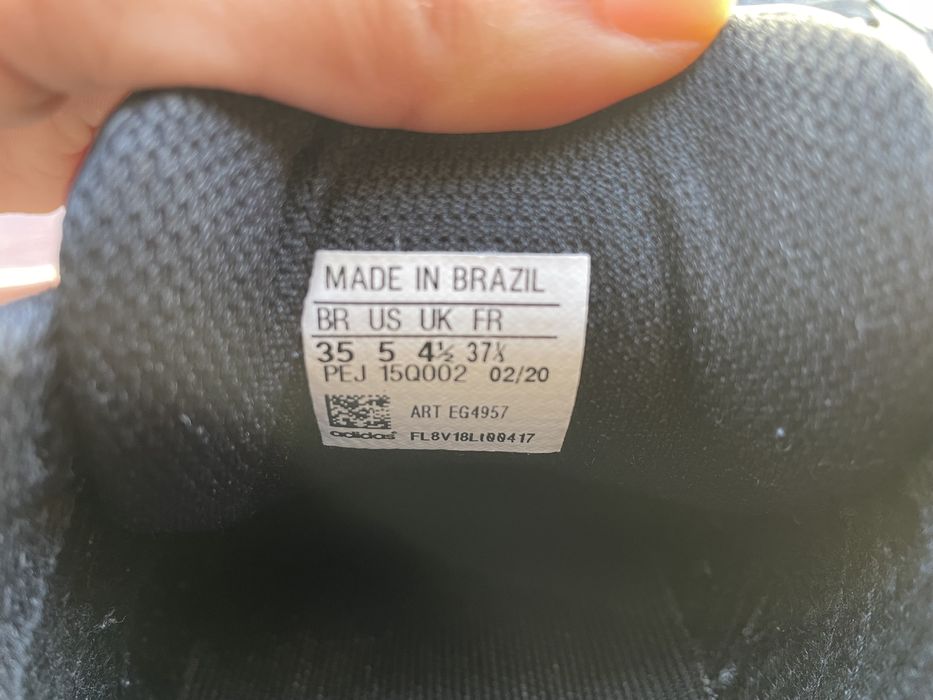 MADE IN BRAZIL
BR US UK FR
35 5 4½ 37⅓
PEJ 15Q002 02/20
ART EG4957
adidas FL8V18Lt00417